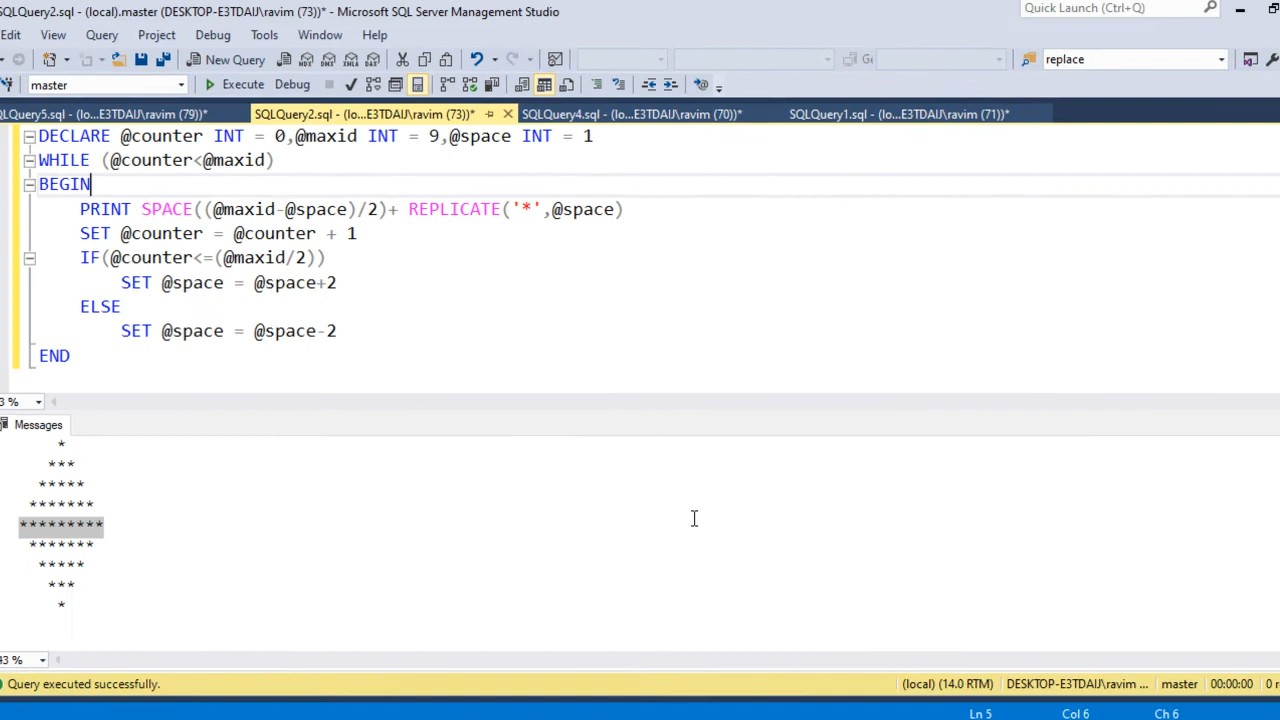 SQLQuery2.sql - (local).master (DESKTOP-E3TDAIJ\ravim (73))* - Microsoft SQL Server Management Studio
Quick Launch (Ctrl+Q)
Edit View Query Project Debug Tools Window Help
New Query
replace
master
Execute Debug
LQuery5.sql - (lo...E3TDAIJ\ravim (79))* SQLQuery2.sql - (lo...E3TDAIJ\ravim (73))* SQLQuery4.sql - (lo...E3TDAIJ\ravim (70))* SQLQuery1.sql - (lo...E3TDAIJ\ravim (71))*
DECLARE @counter INT = 0,@maxid INT = 9,@space INT = 1
WHILE (@counter<@maxid)
BEGIN
PRINT SPACE((@maxid-@space)/2)+ REPLICATE('*',@space)
SET @counter = @counter + 1
IF(@counter<=(@maxid/2))
SET @space = @space+2
ELSE
SET @space = @space-2
END
3 %
Messages
*
***
*****
*******
*********
*******
*****
***
*
43 %
Query executed successfully. (local) (14.0 RTM) DESKTOP-E3TDAIJ\ravim ... master 00:00:00 0 r
Ln 5 Col 6 Ch 6